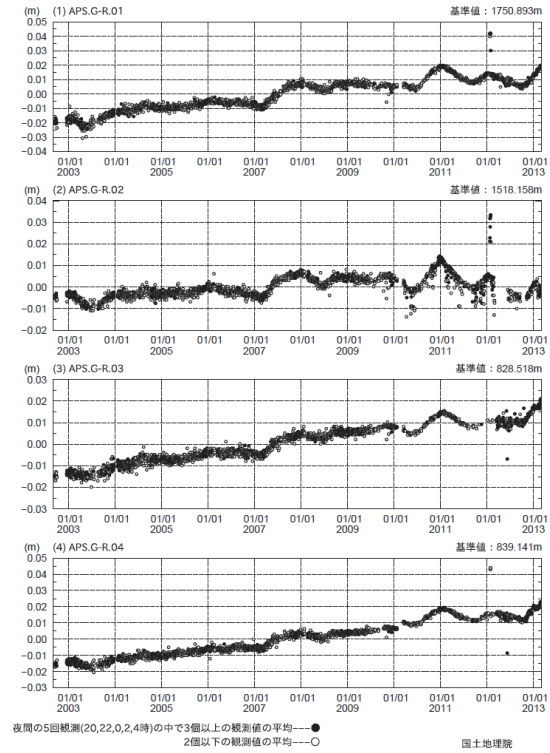 (m) (1) APS.G-R.01 基準値：1750.893m
0.05
0.04
0.03
0.02
0.01
0.00
−0.01
−0.02
−0.03
−0.04
01/01 01/01 01/01 01/01 01/01 01/01 01/01 01/01 01/01 01/01 01/01
2003 2005 2007 2009 2011 2013
(m) (2) APS.G-R.02 基準値：1518.158m
0.04
0.03
0.02
0.01
0.00
−0.01
−0.02
01/01 01/01 01/01 01/01 01/01 01/01 01/01 01/01 01/01 01/01 01/01
2003 2005 2007 2009 2011 2013
(m) (3) APS.G-R.03 基準値：828.518m
0.03
0.02
0.01
0.00
−0.01
−0.02
−0.03
01/01 01/01 01/01 01/01 01/01 01/01 01/01 01/01 01/01 01/01 01/01
2003 2005 2007 2009 2011 2013
(m) (4) APS.G-R.04 基準値：839.141m
0.05
0.04
0.03
0.02
0.01
0.00
−0.01
−0.02
−0.03
01/01 01/01 01/01 01/01 01/01 01/01 01/01 01/01 01/01 01/01 01/01
2003 2005 2007 2009 2011 2013
夜間の5回観測(20,22,0,2,4時)の中で3個以上の観測値の平均---●
2個以下の観測値の平均---○
国土地理院